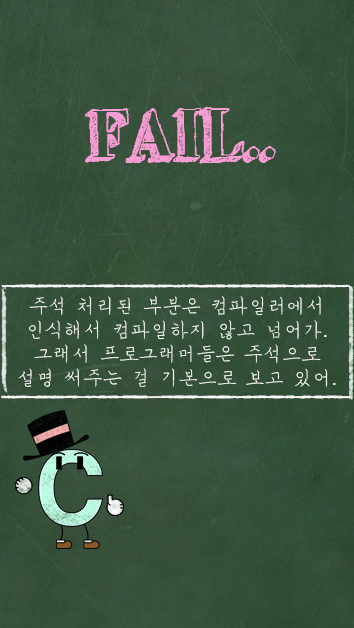 FAIL...
주석 처리된 부분은 컴파일러에서
인식해서 컴파일하지 않고 넘어가.
그래서 프로그래머들은 주석으로
설명 써주는 걸 기본으로 보고 있어.
C